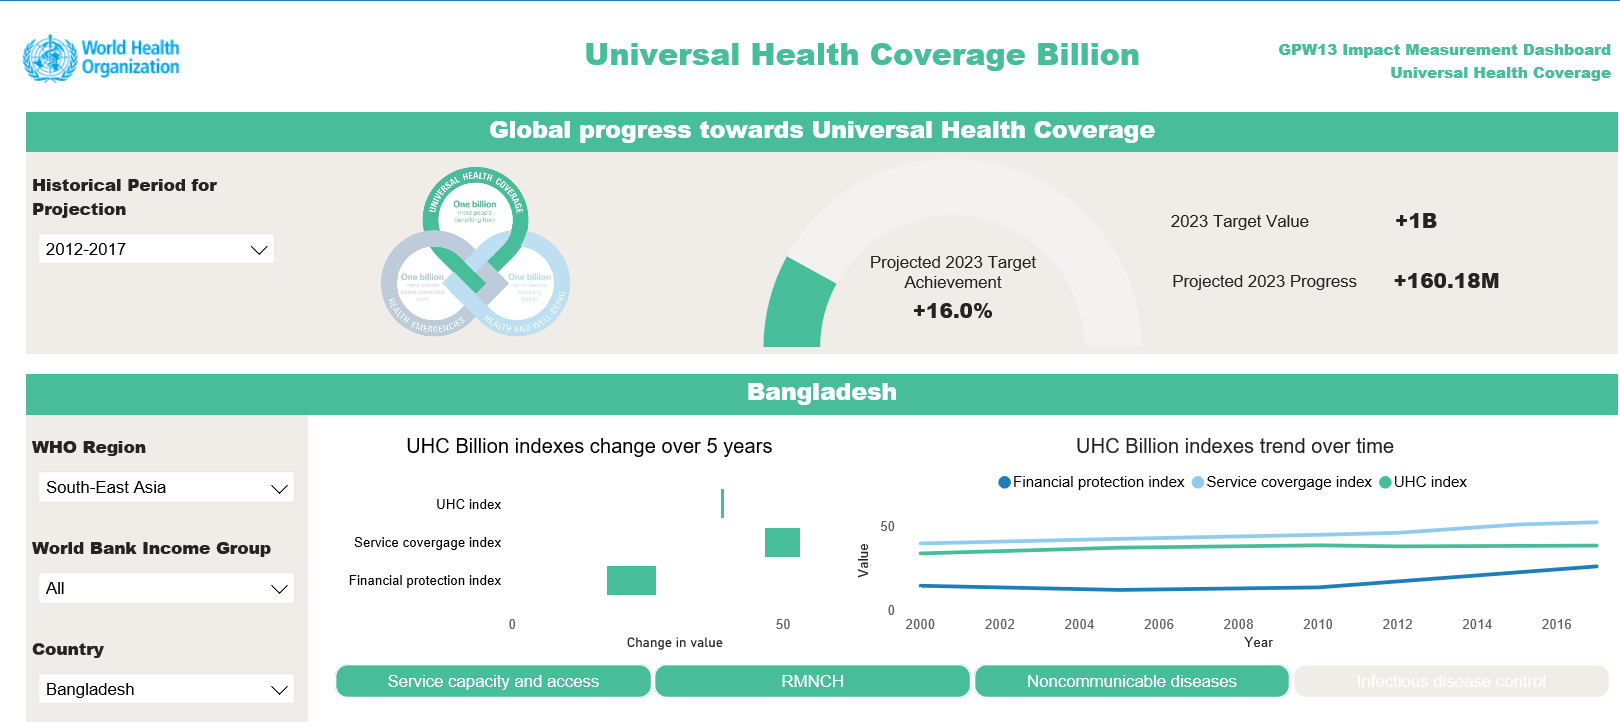 World Health
Organization
Universal Health Coverage Billion
GPW13 Impact Measurement Dashboard
Universal Health Coverage
Global progress towards Universal Health Coverage
Historical Period for
Projection
2012-2017
UNIVERSAL HEALTH COVERAGE
One billion
more people
benefiting from
One billion
more people
better protected
from
One billion
more people
enjoying
better
HEALTH EMERGENCIES
HEALTH AND WELL-BEING
Projected 2023 Target
Achievement
+16.0%
2023 Target Value +1B
Projected 2023 Progress +160.18M
Bangladesh
WHO Region
South-East Asia
World Bank Income Group
All
Country
Bangladesh
UHC Billion indexes change over 5 years
UHC index
Service covergage index
Financial protection index
0 50
Change in value
UHC Billion indexes trend over time
Financial protection index Service covergage index UHC index
50
Value
0
2000 2002 2004 2006 2008 2010 2012 2014 2016
Year
Service capacity and access
RMNCH
Noncommunicable diseases
Infectious disease control